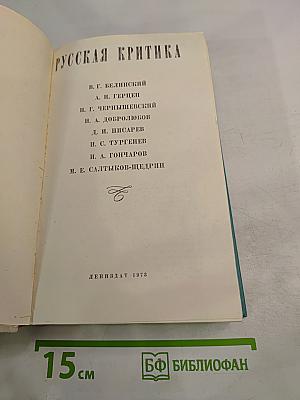 РУССКАЯ КРИТИКА
В. Г. БЕЛИНСКИЙ
А. И. ГЕРЦЕН
Н. Г. ЧЕРНЫШЕВСКИЙ
Н. А. ДОБРОЛЮБОВ
Д. И. ПИСАРЕВ
И. С. ТУРГЕНЕВ
И. А. ГОНЧАРОВ
М. Е. САЛТЫКОВ-ЩЕДРИН
ЛЕНИЗДАТ 1973
15 см
БФ БИБЛИОФАН